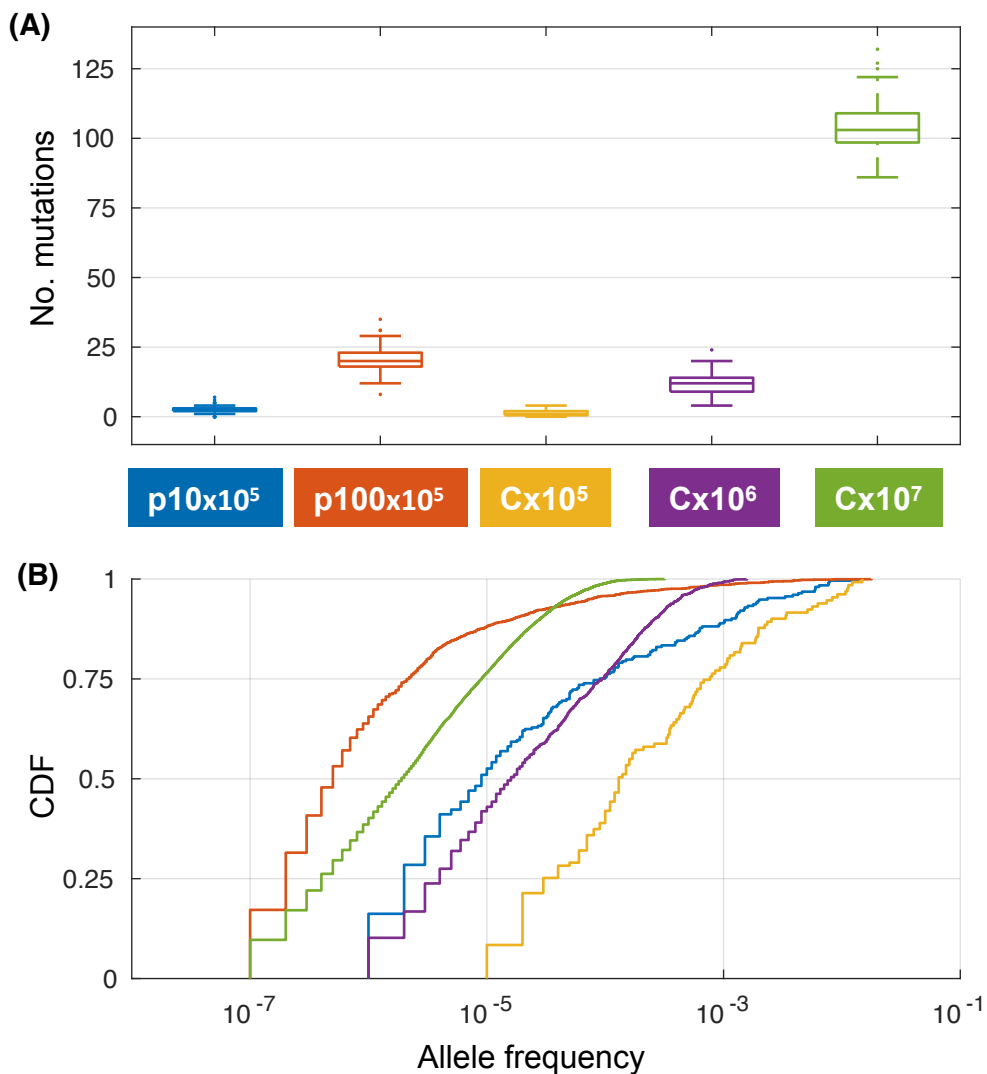 (A)
No. mutations
125
100
75
50
25
0
p10x10⁵ p100x10⁵ Cx10⁵ Cx10⁶ Cx10⁷
(B)
CDF
1
0.75
0.5
0.25
0
10⁻⁷ 10⁻⁵ 10⁻³ 10⁻¹
Allele frequency